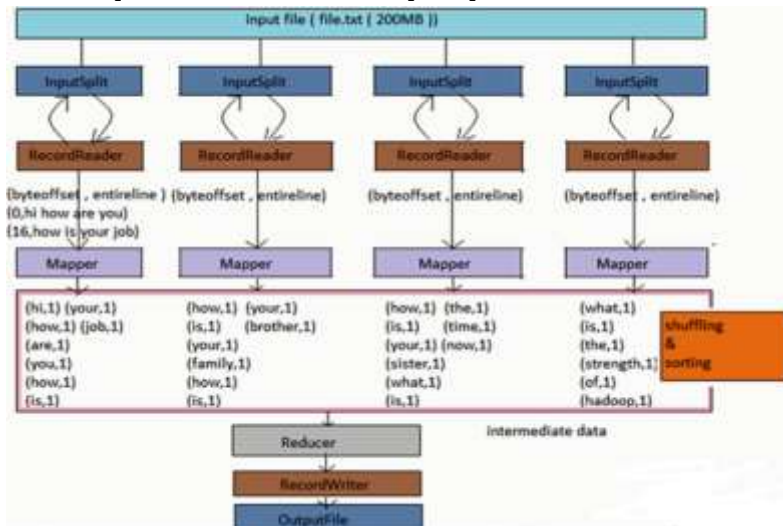 Input file ( file.txt ( 200MB ))
InputSplit InputSplit InputSplit InputSplit
RecordReader RecordReader RecordReader RecordReader
(byteoffset , entireline ) (byteoffset , entireline) (byteoffset , entireline) (byteoffset , entireline)
(0,hi how are you)
(16,how is your job)
Mapper Mapper Mapper Mapper
(hi,1) (your,1)
(how,1) (job,1)
(are,1)
(you,1)
(how,1)
(is,1)
(how,1) (your,1)
(is,1) (brother,1)
(your,1)
(family,1)
(how,1)
(is,1)
(how,1) (the,1)
(is,1) (time,1)
(your,1) (now,1)
(sister,1)
(what,1)
(is,1)
(what,1)
(is,1)
(the,1)
(strength,1)
(of,1)
(hadoop,1)
shuffling
&
sorting
intermediate data
Reducer
RecordWriter
OutputFile